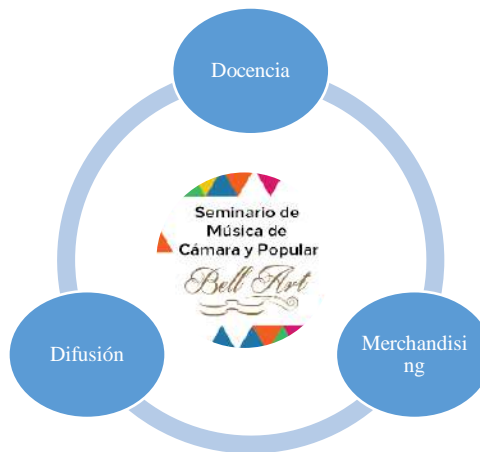 Docencia
Seminario de
Música de
Cámara y Popular
Bell Art
Difusión
Merchandisi
ng